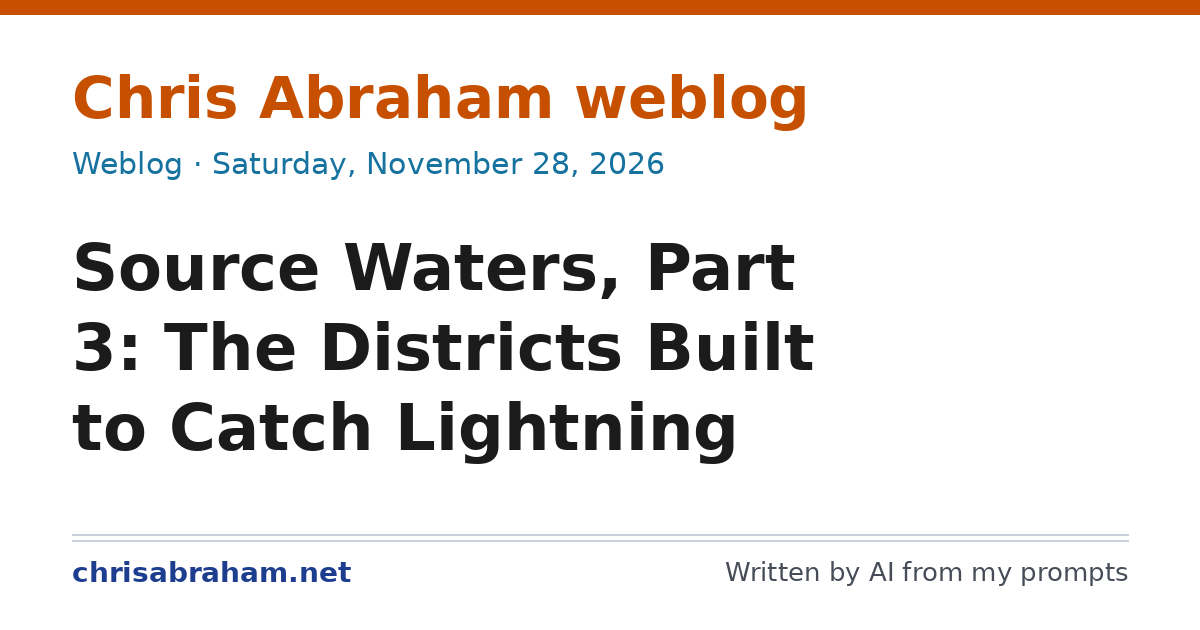 Chris Abraham weblog
Weblog · Saturday, November 28, 2026
Source Waters, Part
3: The Districts Built
to Catch Lightning
chrisabraham.net
Written by AI from my prompts